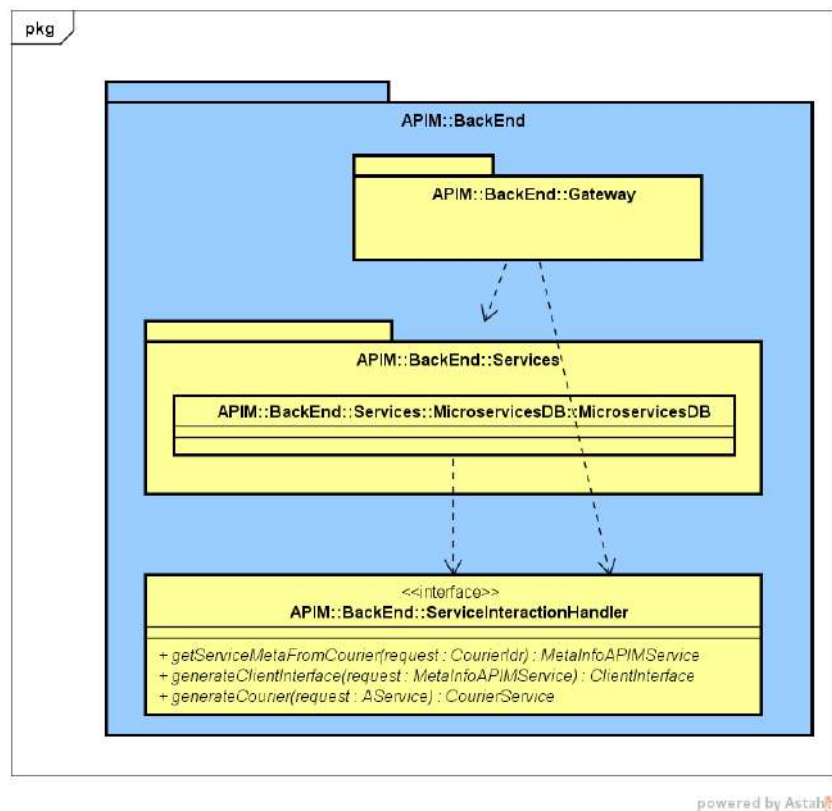 pkg
APIM::BackEnd
APIM::BackEnd::Gateway
APIM::BackEnd::Services
APIM::BackEnd::Services::MicroservicesDB::MicroservicesDB
<<interface>>
APIM::BackEnd::ServiceInteractionHandler
+ getServiceMetaFromCourier(request : CourierIdr) : MetaInfoAPIMService
+ generateClientInterface(request : MetaInfoAPIMService) : ClientInterface
+ generateCourier(request : AService) : CourierService
powered by Astah